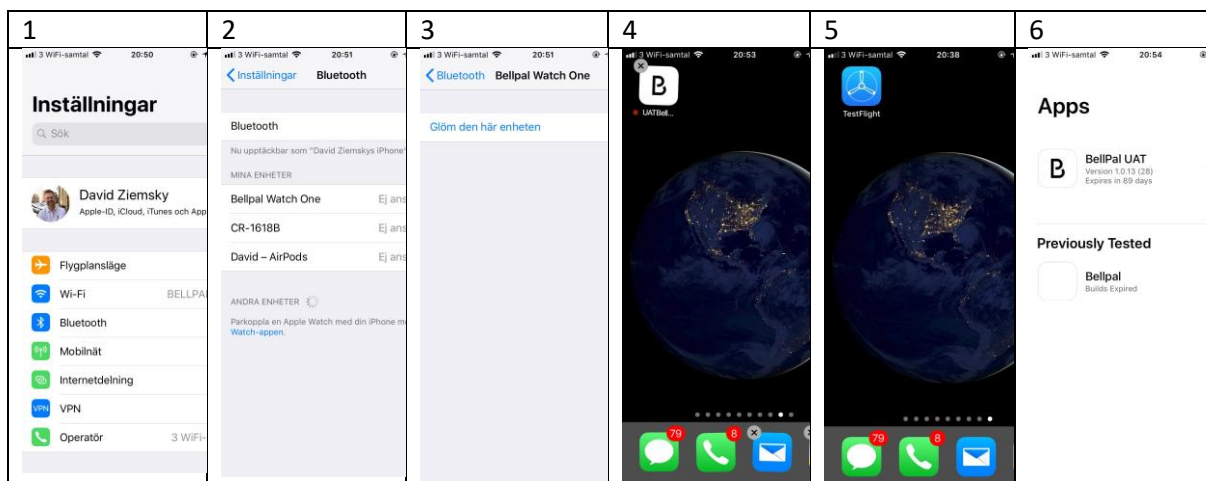 1
3 WiFi-samtal 20:50
Inställningar
Sök
David Ziemsky
Apple-ID, iCloud, iTunes och App
Flygplansläge
Wi-Fi BELLPA
Bluetooth
Mobilnät
Internetdelning
VPN VPN
Operatör 3 WiFi-
2
3 WiFi-samtal 20:51
Inställningar Bluetooth
Bluetooth
Nu upptäckbar som "David Ziemskys iPhone"
MINA ENHETER
Bellpal Watch One Ej ans
CR-1618B Ej ans
David – AirPods Ej ans
ANDRA ENHETER
Parkoppla en Apple Watch med din iPhone me
Watch-appen.
3
3 WiFi-samtal 20:51
Bluetooth Bellpal Watch One
Glöm den här enheten
4
3 WiFi-samtal 20:53
B
UATBell...
79 8
5
3 WiFi-samtal 20:38
TestFlight
79 8
6
3 WiFi-samtal 20:54
Apps
B
BellPal UAT
Version 1.0.13 (28)
Expires in 89 days
Previously Tested
Bellpal
Builds Expired